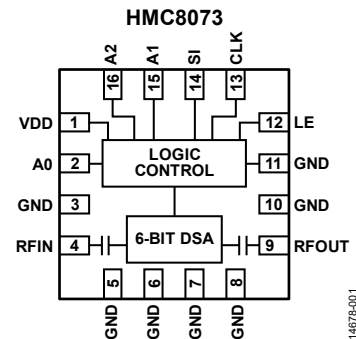 HMC8073
A2
A1
SI
CLK
16
15
14
13
VDD 1
12 LE
A0 2
LOGIC
CONTROL
11 GND
GND 3
10 GND
RFIN 4
6-BIT DSA
9 RFOUT
5
6
7
8
GND
GND
GND
GND
14678-001